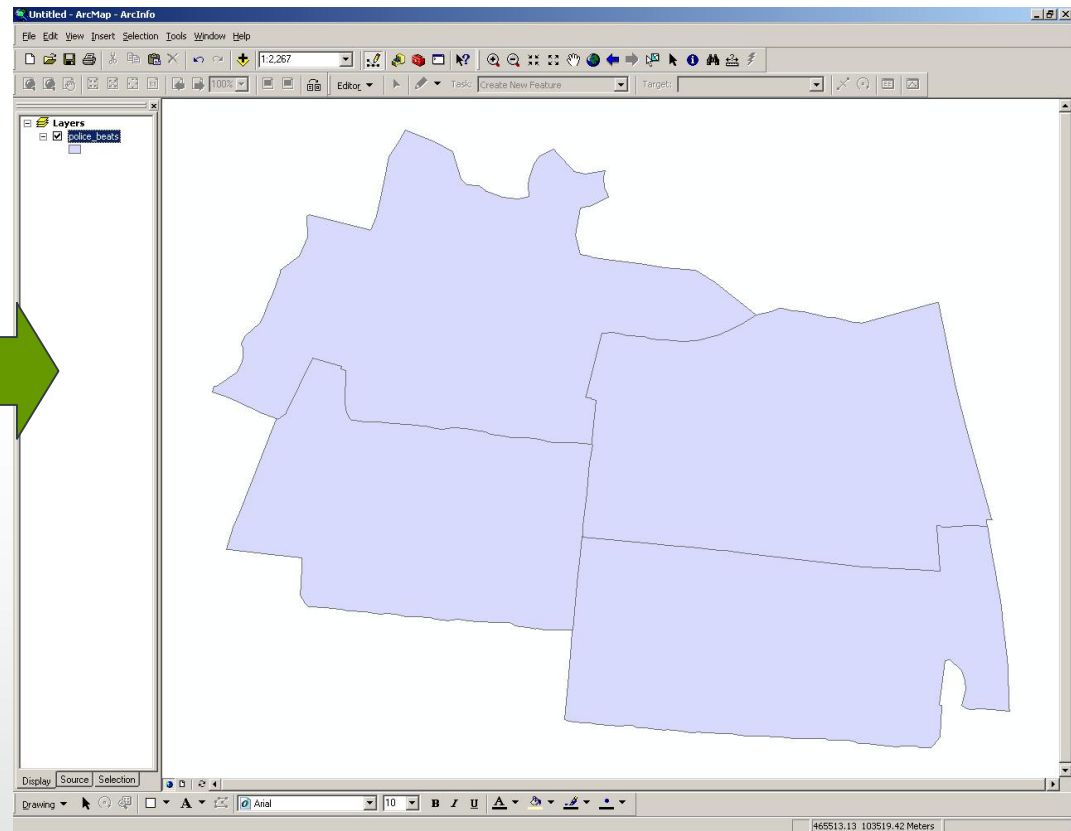 Untitled - ArcMap - ArcInfo
File Edit View Insert Selection Tools Window Help
1:2,267
100% Editor Task: Create New Feature Target:
Layers
police_beats
Display Source Selection
Drawing A Arial 10 B I U A
465513.13 103519.42 Meters